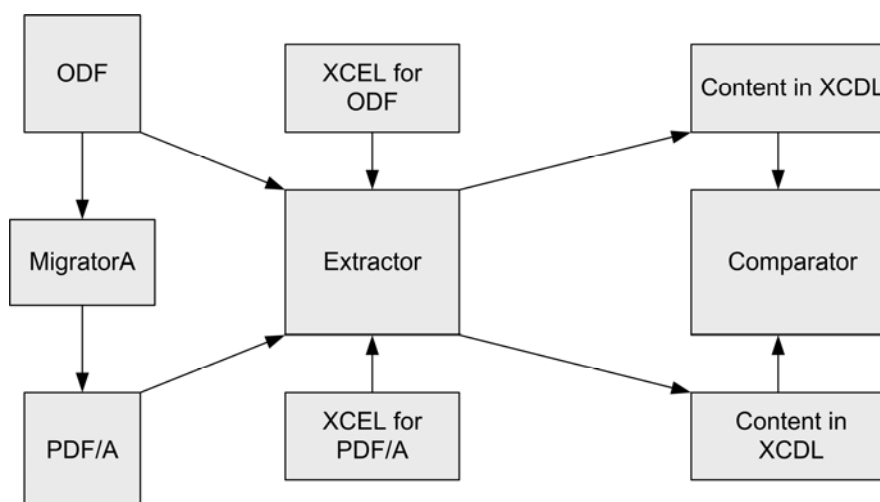 ODF
XCEL for
ODF
Content in XCDL
MigratorA
Extractor
Comparator
PDF/A
XCEL for
PDF/A
Content in
XCDL